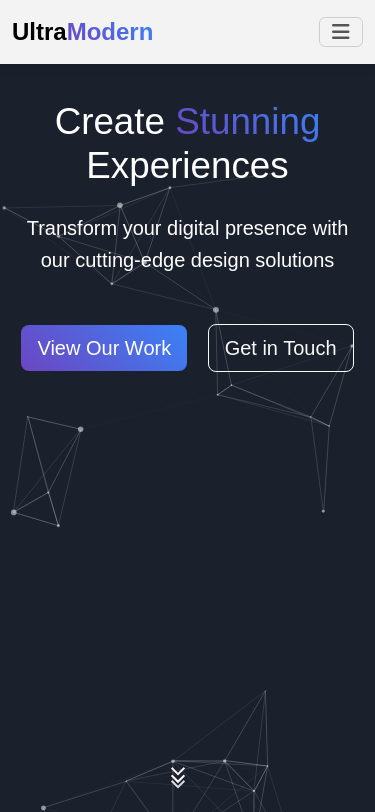 UltraModern
Create Stunning
Experiences
Transform your digital presence with
our cutting-edge design solutions
View Our Work
Get in Touch